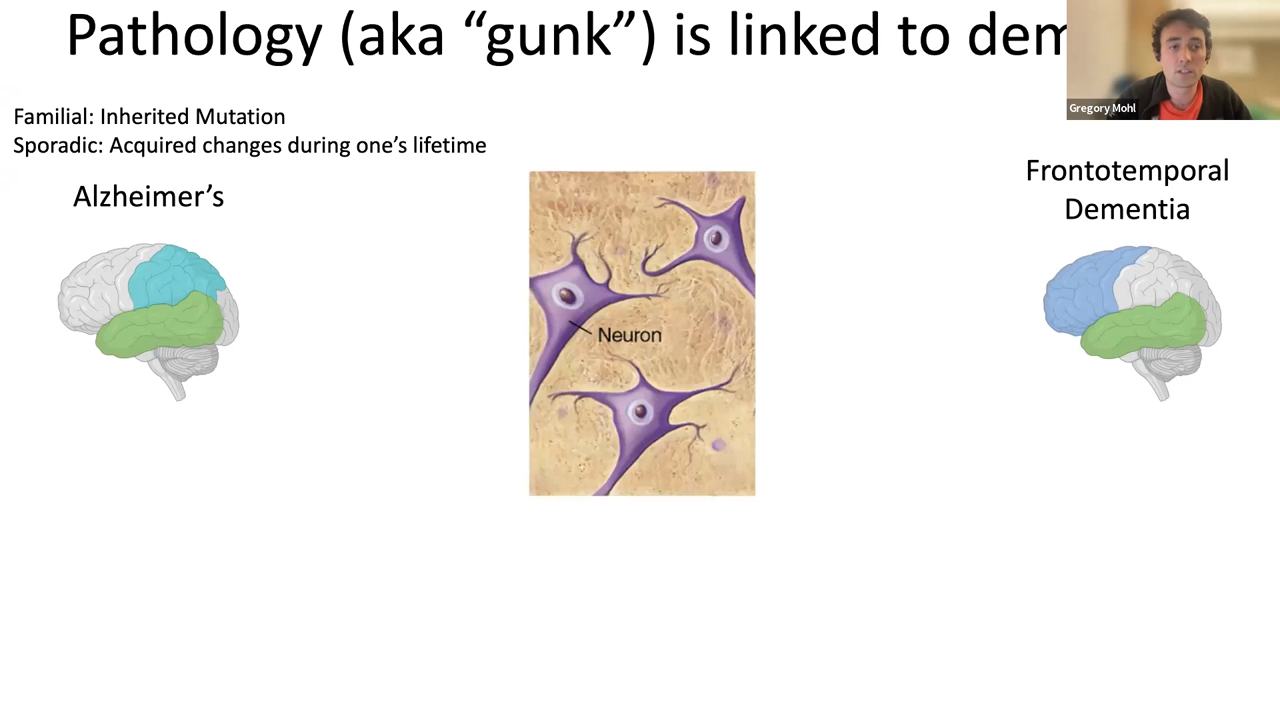 Pathology (aka “gunk”) is linked to dem
Gregory Mohl
Familial: Inherited Mutation
Sporadic: Acquired changes during one’s lifetime
Alzheimer’s
Frontotemporal
Dementia
Neuron